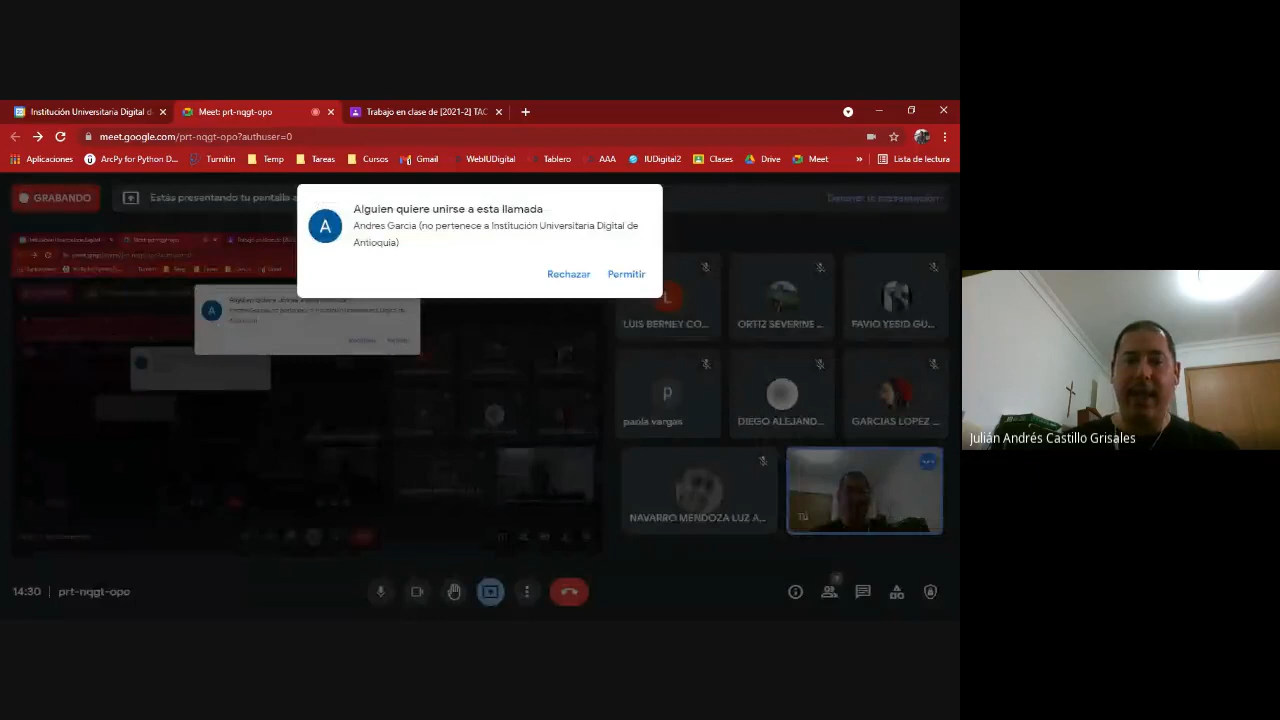 Institución Universitaria Digital d
Meet: prt-nqgt-opo
Trabajo en clase de [2021-2] TAC
meet.google.com/prt-nqgt-opo?authuser=0
Aplicaciones
ArcPy for Python D...
Turnitin
Temp
Tareas
Cursos
Gmail
WebIUDigital
Tablero
AAA
IUDigital2
Clases
Drive
Meet
»
Lista de lectura
GRABANDO
Estás presentando tu pantalla a
Alguien quiere unirse a esta llamada
Andres Garcia (no pertenece a Institución Universitaria Digital de
Antioquia)
Rechazar
Permitir
LUIS BERNEY CO...
ORTIZ SEVERINE ...
FAVIO YESID GU...
paola vargas
DIEGO ALEJAND...
GARCIAS LOPEZ ...
NAVARRO MENDOZA LUZ A...
Tú
Julián Andrés Castillo Grisales
14:30 | prt-nqgt-opo